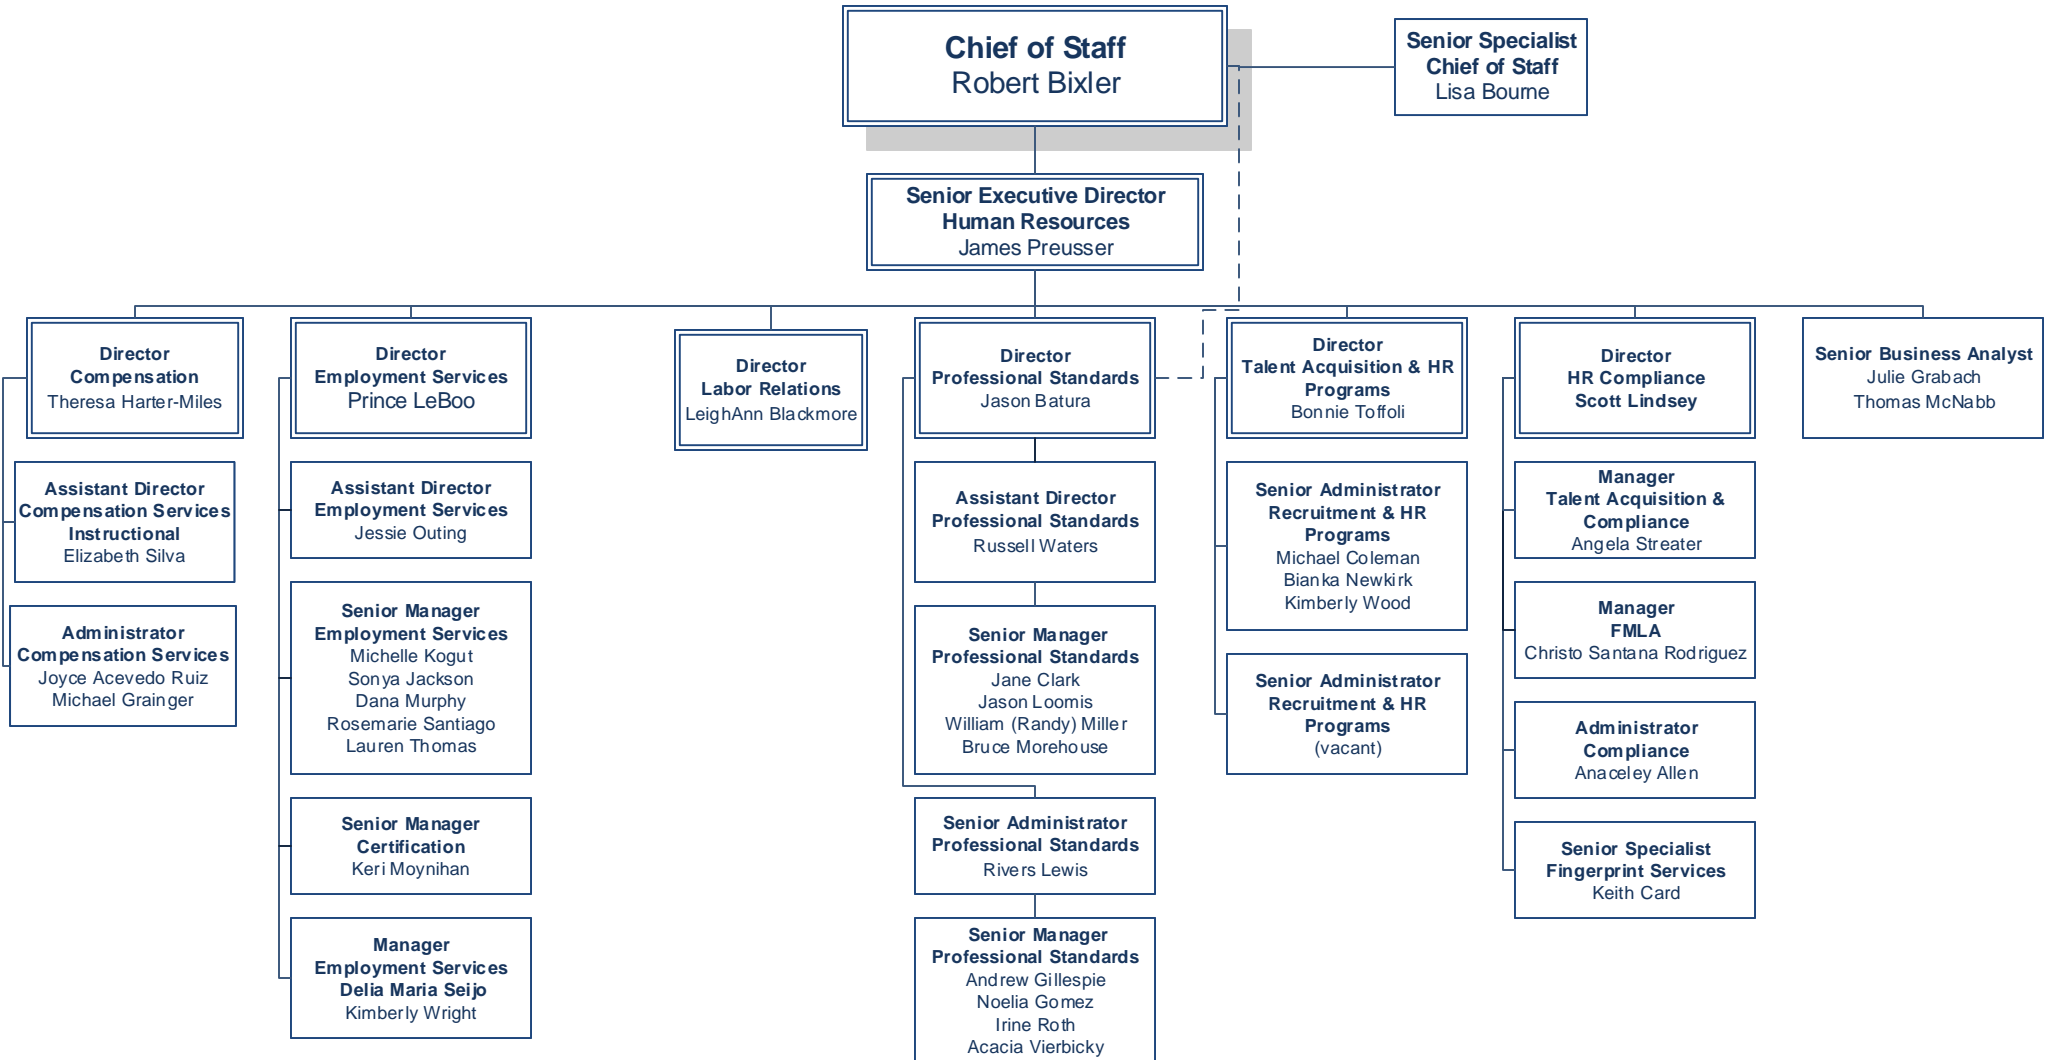 Chief of Staff
Robert Bixler
Senior Specialist
Chief of Staff
Lisa Bourne
Senior Executive Director
Human Resources
James Preusser
Director
Compensation
Theresa Harter-Miles
Assistant Director
Compensation Services
Instructional
Elizabeth Silva
Administrator
Compensation Services
Joyce Acevedo Ruiz
Michael Grainger
Director
Employment Services
Prince LeBoo
Assistant Director
Employment Services
Jessie Outing
Senior Manager
Employment Services
Michelle Kogut
Sonya Jackson
Dana Murphy
Rosemarie Santiago
Lauren Thomas
Senior Manager
Certification
Keri Moynihan
Manager
Employment Services
Delia Maria Seijo
Kimberly Wright
Director
Labor Relations
LeighAnn Blackmore
Director
Professional Standards
Jason Batura
Assistant Director
Professional Standards
Russell Waters
Senior Manager
Professional Standards
Jane Clark
Jason Loomis
William (Randy) Miller
Bruce Morehouse
Senior Administrator
Professional Standards
Rivers Lewis
Senior Manager
Professional Standards
Andrew Gillespie
Noelia Gomez
Irine Roth
Acacia Vierbicky
Director
Talent Acquisition & HR
Programs
Bonnie Toffoli
Senior Administrator
Recruitment & HR
Programs
Michael Coleman
Bianka Newkirk
Kimberly Wood
Senior Administrator
Recruitment & HR
Programs
(vacant)
Director
HR Compliance
Scott Lindsey
Manager
Talent Acquisition &
Compliance
Angela Streater
Manager
FMLA
Christo Santana Rodriguez
Administrator
Compliance
Anaceley Allen
Senior Specialist
Fingerprint Services
Keith Card
Senior Business Analyst
Julie Grabach
Thomas McNabb